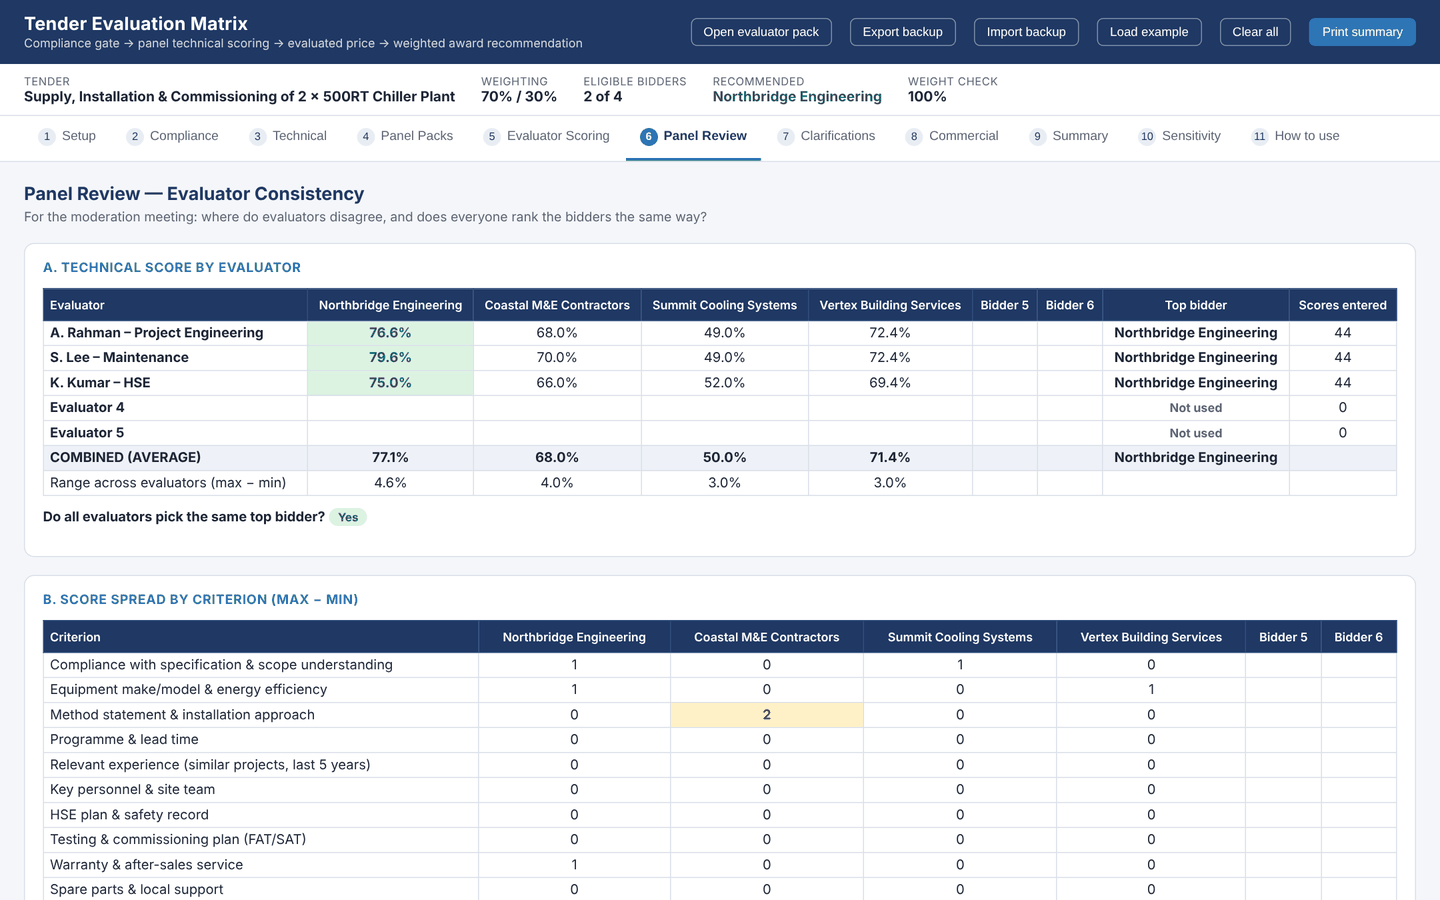 Tender Evaluation Matrix
Compliance gate → panel technical scoring → evaluated price → weighted award recommendation
Open evaluator pack
Export backup
Import backup
Load example
Clear all
Print summary
TENDER
Supply, Installation & Commissioning of 2 × 500RT Chiller Plant
WEIGHTING
70% / 30%
ELIGIBLE BIDDERS
2 of 4
RECOMMENDED
Northbridge Engineering
WEIGHT CHECK
100%
1 Setup
2 Compliance
3 Technical
4 Panel Packs
5 Evaluator Scoring
6 Panel Review
7 Clarifications
8 Commercial
9 Summary
10 Sensitivity
11 How to use
Panel Review — Evaluator Consistency
For the moderation meeting: where do evaluators disagree, and does everyone rank the bidders the same way?
A. TECHNICAL SCORE BY EVALUATOR
Evaluator Northbridge Engineering Coastal M&E Contractors Summit Cooling Systems Vertex Building Services Bidder 5 Bidder 6 Top bidder Scores entered
A. Rahman – Project Engineering 76.6% 68.0% 49.0% 72.4% Northbridge Engineering 44
S. Lee – Maintenance 79.6% 70.0% 49.0% 72.4% Northbridge Engineering 44
K. Kumar – HSE 75.0% 66.0% 52.0% 69.4% Northbridge Engineering 44
Evaluator 4 Not used 0
Evaluator 5 Not used 0
COMBINED (AVERAGE) 77.1% 68.0% 50.0% 71.4% Northbridge Engineering
Range across evaluators (max − min) 4.6% 4.0% 3.0% 3.0%
Do all evaluators pick the same top bidder? Yes
B. SCORE SPREAD BY CRITERION (MAX − MIN)
Criterion Northbridge Engineering Coastal M&E Contractors Summit Cooling Systems Vertex Building Services Bidder 5 Bidder 6
Compliance with specification & scope understanding 1 0 1 0
Equipment make/model & energy efficiency 1 0 0 1
Method statement & installation approach 0 2 0 0
Programme & lead time 0 0 0 0
Relevant experience (similar projects, last 5 years) 0 0 0 0
Key personnel & site team 0 0 0 0
HSE plan & safety record 0 0 0 0
Testing & commissioning plan (FAT/SAT) 0 0 0 0
Warranty & after-sales service 1 0 0 0
Spare parts & local support 0 0 0 0